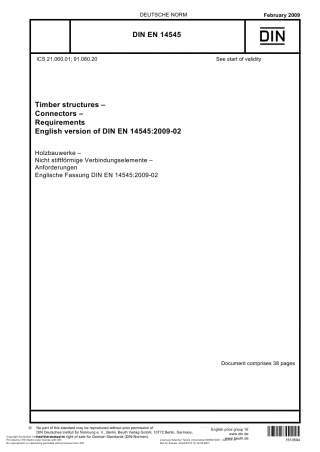 DEUTSCHE NORM
February 2009
DIN EN 14545
DIN
ICS 21.060.01; 91.080.20
See start of validity
Timber structures –
Connectors –
Requirements
English version of DIN EN 14545:2009-02
Holzbauwerke –
Nicht stiftförmige Verbindungselemente –
Anforderungen
Englische Fassung DIN EN 14545:2009-02
Document comprises 38 pages
No part of this standard may be reproduced without prior permission of
DIN Deutsches Institut für Normung e. V., Berlin. Beuth Verlag GmbH, 10772 Berlin, Germany,
right of sale for German Standards (DIN-Normen).
English price group 16
www.din.de
www.beuth.de